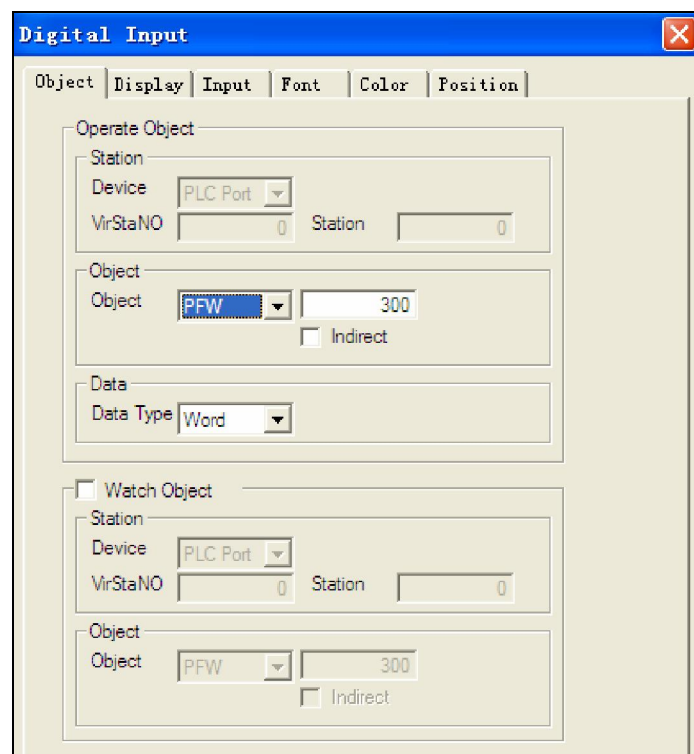 Digital Input
Object Display Input Font Color Position
Operate Object
Station
Device PLC Port
VirStaNO 0 Station 0
Object
Object PFW 300
Indirect
Data
Data Type Word
Watch Object
Station
Device PLC Port
VirStaNO 0 Station 0
Object
Object PFW 300
Indirect